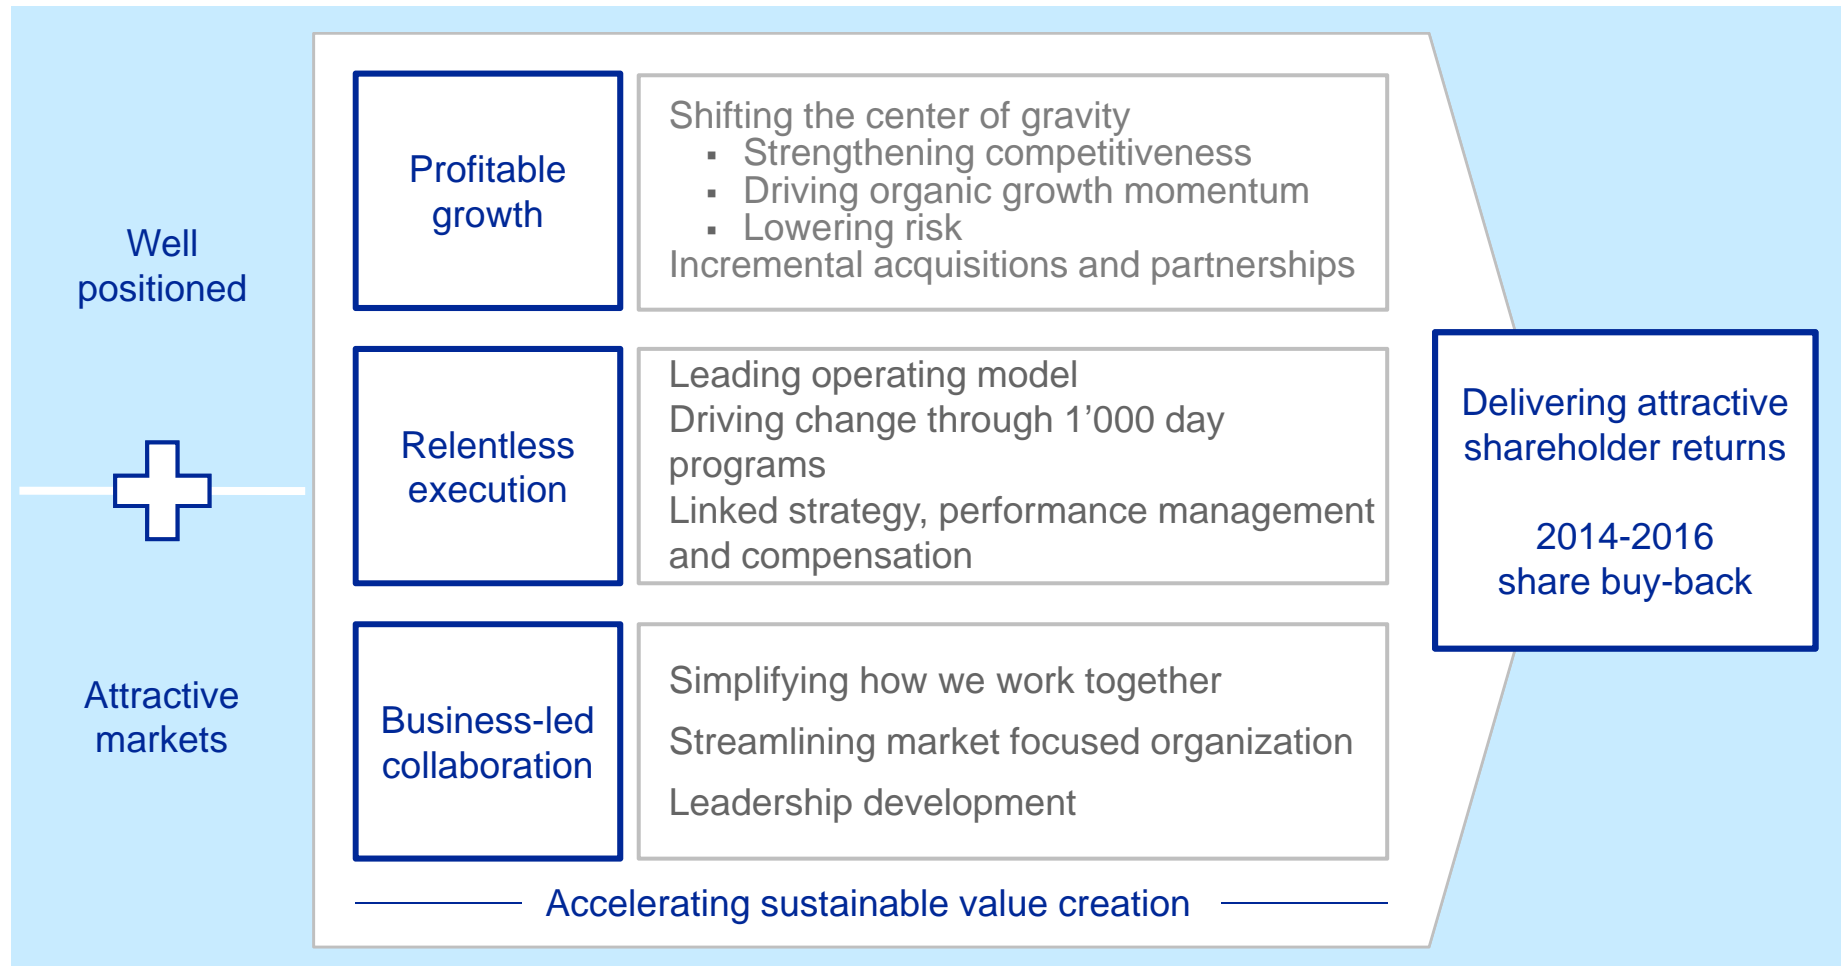 Well
positioned
Attractive
markets
Profitable
growth
Shifting the center of gravity
▪ Strengthening competitiveness
▪ Driving organic growth momentum
▪ Lowering risk
Incremental acquisitions and partnerships
Relentless
execution
Leading operating model
Driving change through 1’000 day
programs
Linked strategy, performance management
and compensation
Business-led
collaboration
Simplifying how we work together
Streamlining market focused organization
Leadership development
Accelerating sustainable value creation
Delivering attractive
shareholder returns
2014-2016
share buy-back